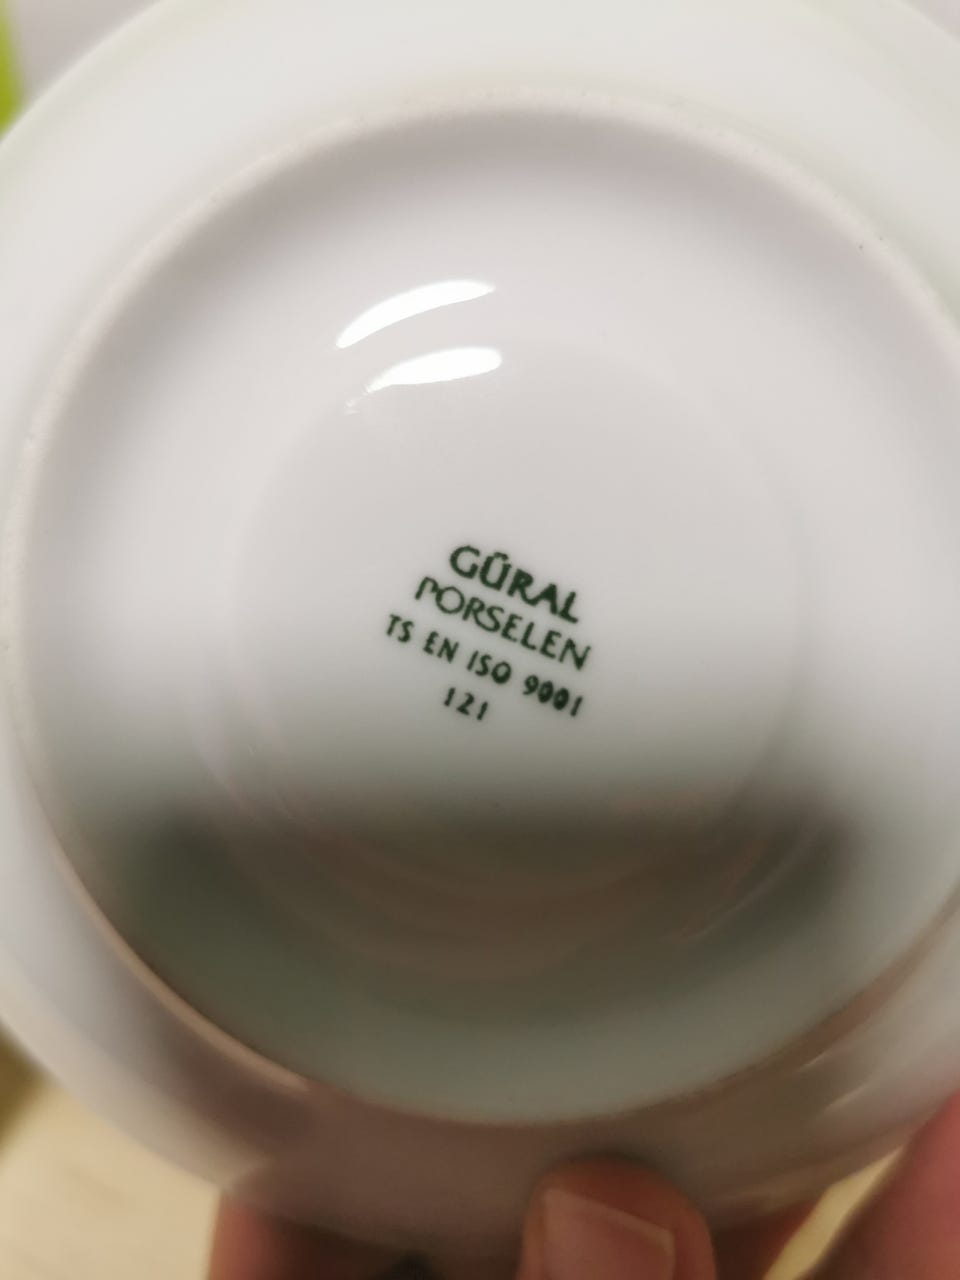 GÜRAL
PORSELEN
TS EN ISO 9001
121